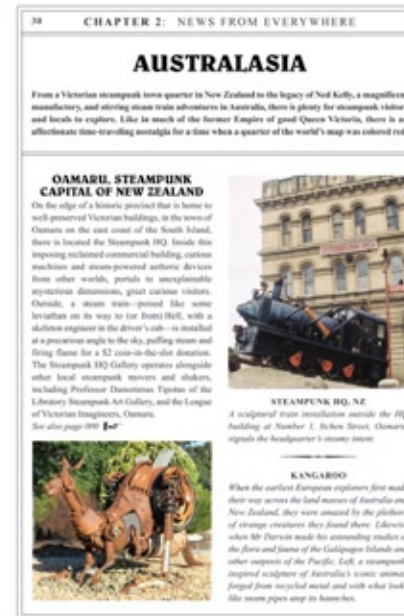 30 CHAPTER 2: NEWS FROM EVERYWHERE
AUSTRALASIA
From a Victorian steampunk town quarter in New Zealand to the legacy of Ned Kelly, a magnificen
manufactory, and stirring steam train adventures in Australia, there is plenty for steampunk visitor
and locals to explore. Like in much of the former Empire of good Queen Victoria, there is a
affectionate time-traveling nostalgia for a time when a quarter of the world's map was colored red
OAMARU, STEAMPUNK
CAPITAL OF NEW ZEALAND
On the edge of a historic precinct that is home to
well-preserved Victorian buildings, in the town of
Oamaru on the east coast of the South Island,
there is located the Steampunk HQ. Inside this
imposing reclaimed commercial building, curious
machines and steam-powered aetheric devices
from other worlds, portals to unexplainable
mysterious dimensions, greet curious visitors.
Outside, a steam train—poised like some
leviathan on its way to (or from) Hell, with a
skeleton engineer in the driver's cab—is installed
at a precarious angle to the sky, puffing steam and
firing flame for a $2 coin-in-the-slot donation.
The Steampunk HQ Gallery operates alongside
other local steampunk movers and shakers,
including Professor Damotimas Tipotas of the
Libratory Steampunk Art Gallery, and the League
of Victorian Imagineers, Oamaru.
See also page 000
STEAMPUNK HQ, NZ
A sculptural train installation outside the HQ
building at Number 1, Itchen Street, Oamaru
signals the headquarter's steamy intent.
KANGAROO
When the earliest European explorers first mad
their way across the land masses of Australia an
New Zealand, they were amazed by the plethor
of strange creatures they found there. Likewis
when Mr Darwin made his astounding studies o
the flora and fauna of the Galápagos Islands an
other outposts of the Pacific. Left, a steampunk
inspired sculpture of Australia's iconic animal
forged from recycled metal and with what look
like steam pipes atop its haunches.